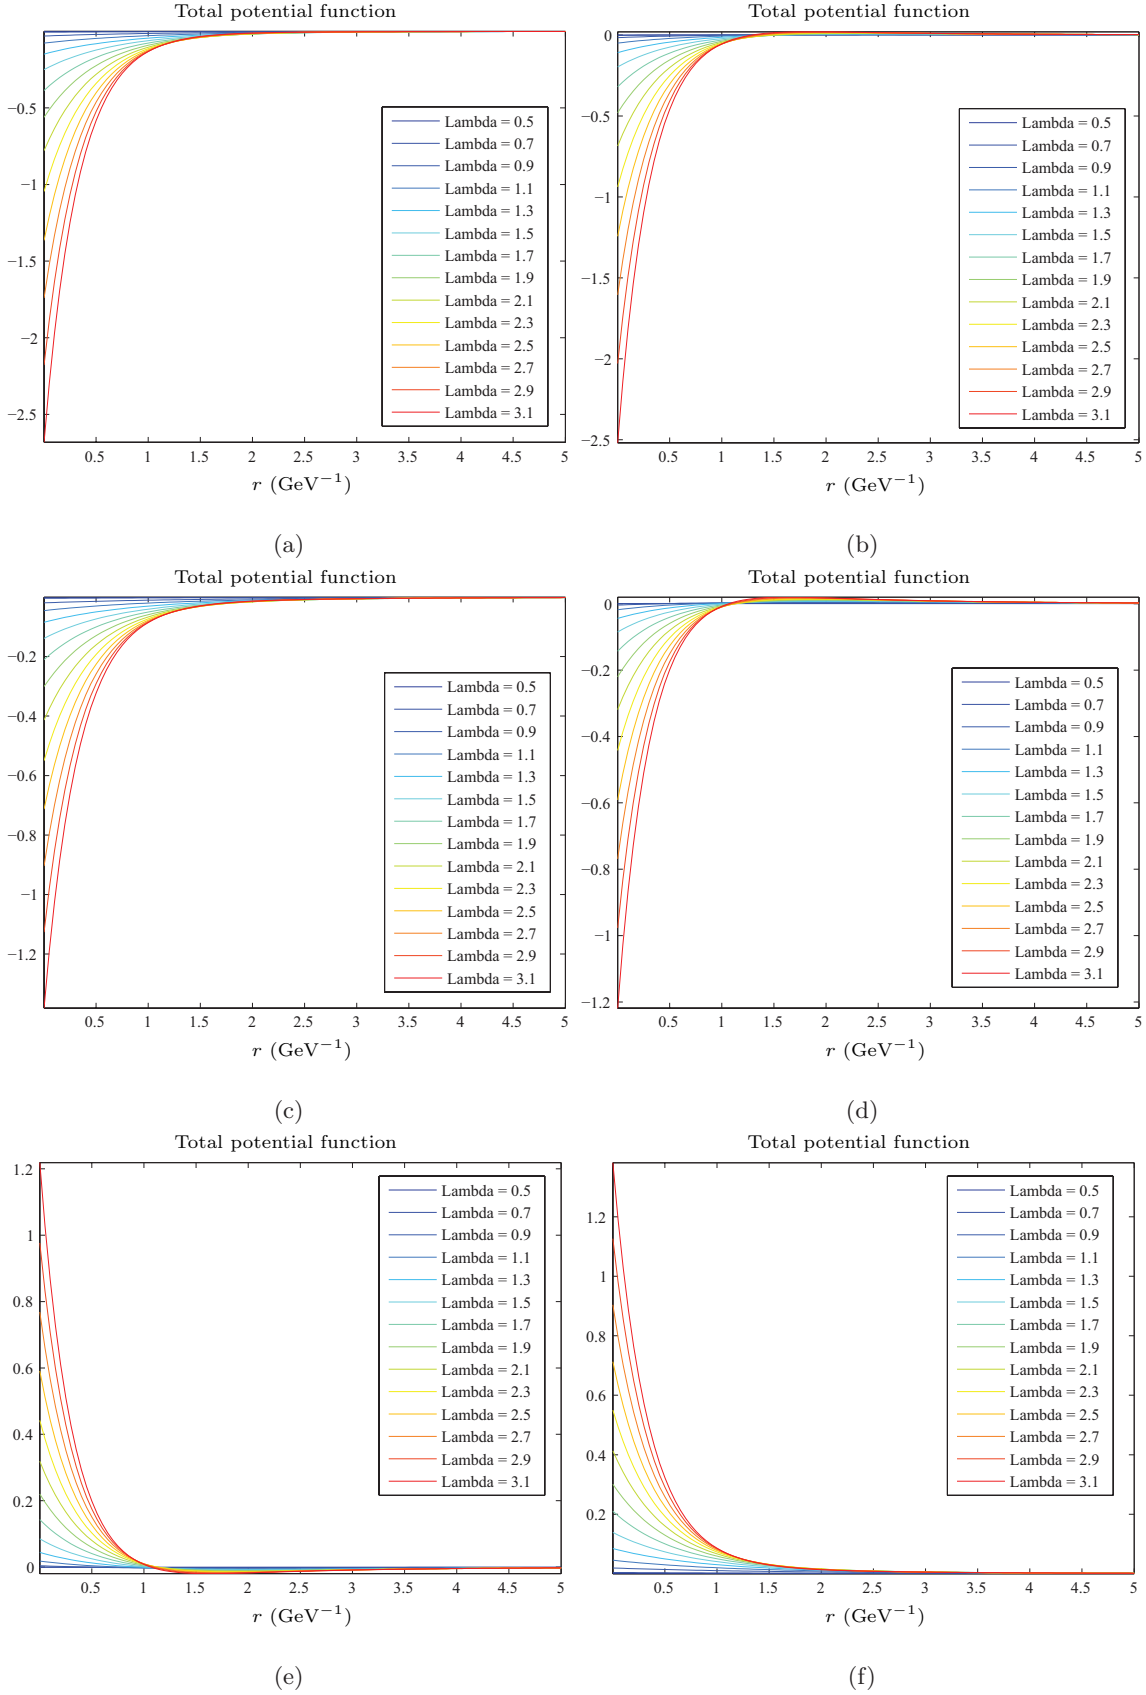 Total potential function
−0.5
−1
−1.5
−2
−2.5
Lambda = 0.5
Lambda = 0.7
Lambda = 0.9
Lambda = 1.1
Lambda = 1.3
Lambda = 1.5
Lambda = 1.7
Lambda = 1.9
Lambda = 2.1
Lambda = 2.3
Lambda = 2.5
Lambda = 2.7
Lambda = 2.9
Lambda = 3.1
0.5 1 1.5 2 2.5 3 3.5 4 4.5 5
r (GeV⁻¹)
(a)
Total potential function
0
−0.5
−1
−1.5
−2
−2.5
Lambda = 0.5
Lambda = 0.7
Lambda = 0.9
Lambda = 1.1
Lambda = 1.3
Lambda = 1.5
Lambda = 1.7
Lambda = 1.9
Lambda = 2.1
Lambda = 2.3
Lambda = 2.5
Lambda = 2.7
Lambda = 2.9
Lambda = 3.1
0.5 1 1.5 2 2.5 3 3.5 4 4.5 5
r (GeV⁻¹)
(b)
Total potential function
−0.2
−0.4
−0.6
−0.8
−1
−1.2
Lambda = 0.5
Lambda = 0.7
Lambda = 0.9
Lambda = 1.1
Lambda = 1.3
Lambda = 1.5
Lambda = 1.7
Lambda = 1.9
Lambda = 2.1
Lambda = 2.3
Lambda = 2.5
Lambda = 2.7
Lambda = 2.9
Lambda = 3.1
0.5 1 1.5 2 2.5 3 3.5 4 4.5 5
r (GeV⁻¹)
(c)
Total potential function
0
−0.2
−0.4
−0.6
−0.8
−1
−1.2
Lambda = 0.5
Lambda = 0.7
Lambda = 0.9
Lambda = 1.1
Lambda = 1.3
Lambda = 1.5
Lambda = 1.7
Lambda = 1.9
Lambda = 2.1
Lambda = 2.3
Lambda = 2.5
Lambda = 2.7
Lambda = 2.9
Lambda = 3.1
0.5 1 1.5 2 2.5 3 3.5 4 4.5 5
r (GeV⁻¹)
(d)
Total potential function
1.2
1
0.8
0.6
0.4
0.2
0
Lambda = 0.5
Lambda = 0.7
Lambda = 0.9
Lambda = 1.1
Lambda = 1.3
Lambda = 1.5
Lambda = 1.7
Lambda = 1.9
Lambda = 2.1
Lambda = 2.3
Lambda = 2.5
Lambda = 2.7
Lambda = 2.9
Lambda = 3.1
0.5 1 1.5 2 2.5 3 3.5 4 4.5 5
r (GeV⁻¹)
(e)
Total potential function
1.2
1
0.8
0.6
0.4
0.2
Lambda = 0.5
Lambda = 0.7
Lambda = 0.9
Lambda = 1.1
Lambda = 1.3
Lambda = 1.5
Lambda = 1.7
Lambda = 1.9
Lambda = 2.1
Lambda = 2.3
Lambda = 2.5
Lambda = 2.7
Lambda = 2.9
Lambda = 3.1
0.5 1 1.5 2 2.5 3 3.5 4 4.5 5
r (GeV⁻¹)
(f)